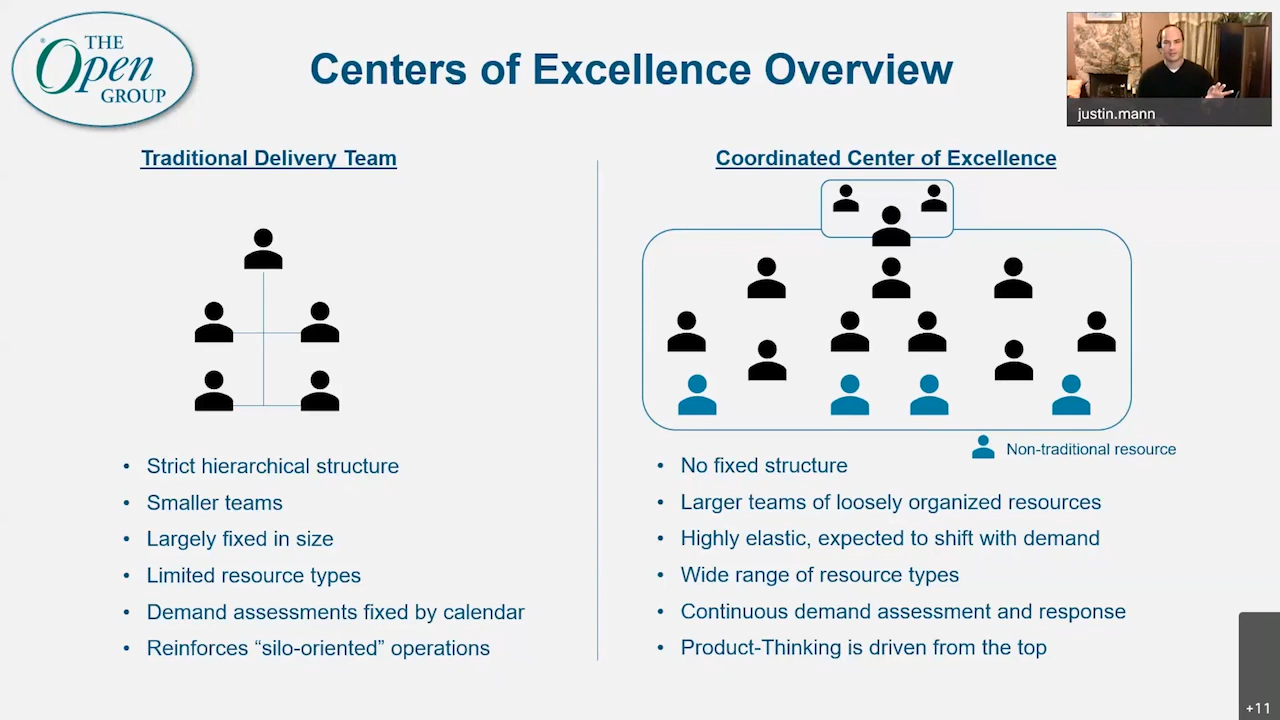 THE
Open
GROUP
®
Centers of Excellence Overview
justin.mann
Traditional Delivery Team
• Strict hierarchical structure
• Smaller teams
• Largely fixed in size
• Limited resource types
• Demand assessments fixed by calendar
• Reinforces “silo-oriented” operations
Coordinated Center of Excellence
Non-traditional resource
• No fixed structure
• Larger teams of loosely organized resources
• Highly elastic, expected to shift with demand
• Wide range of resource types
• Continuous demand assessment and response
• Product-Thinking is driven from the top
+11